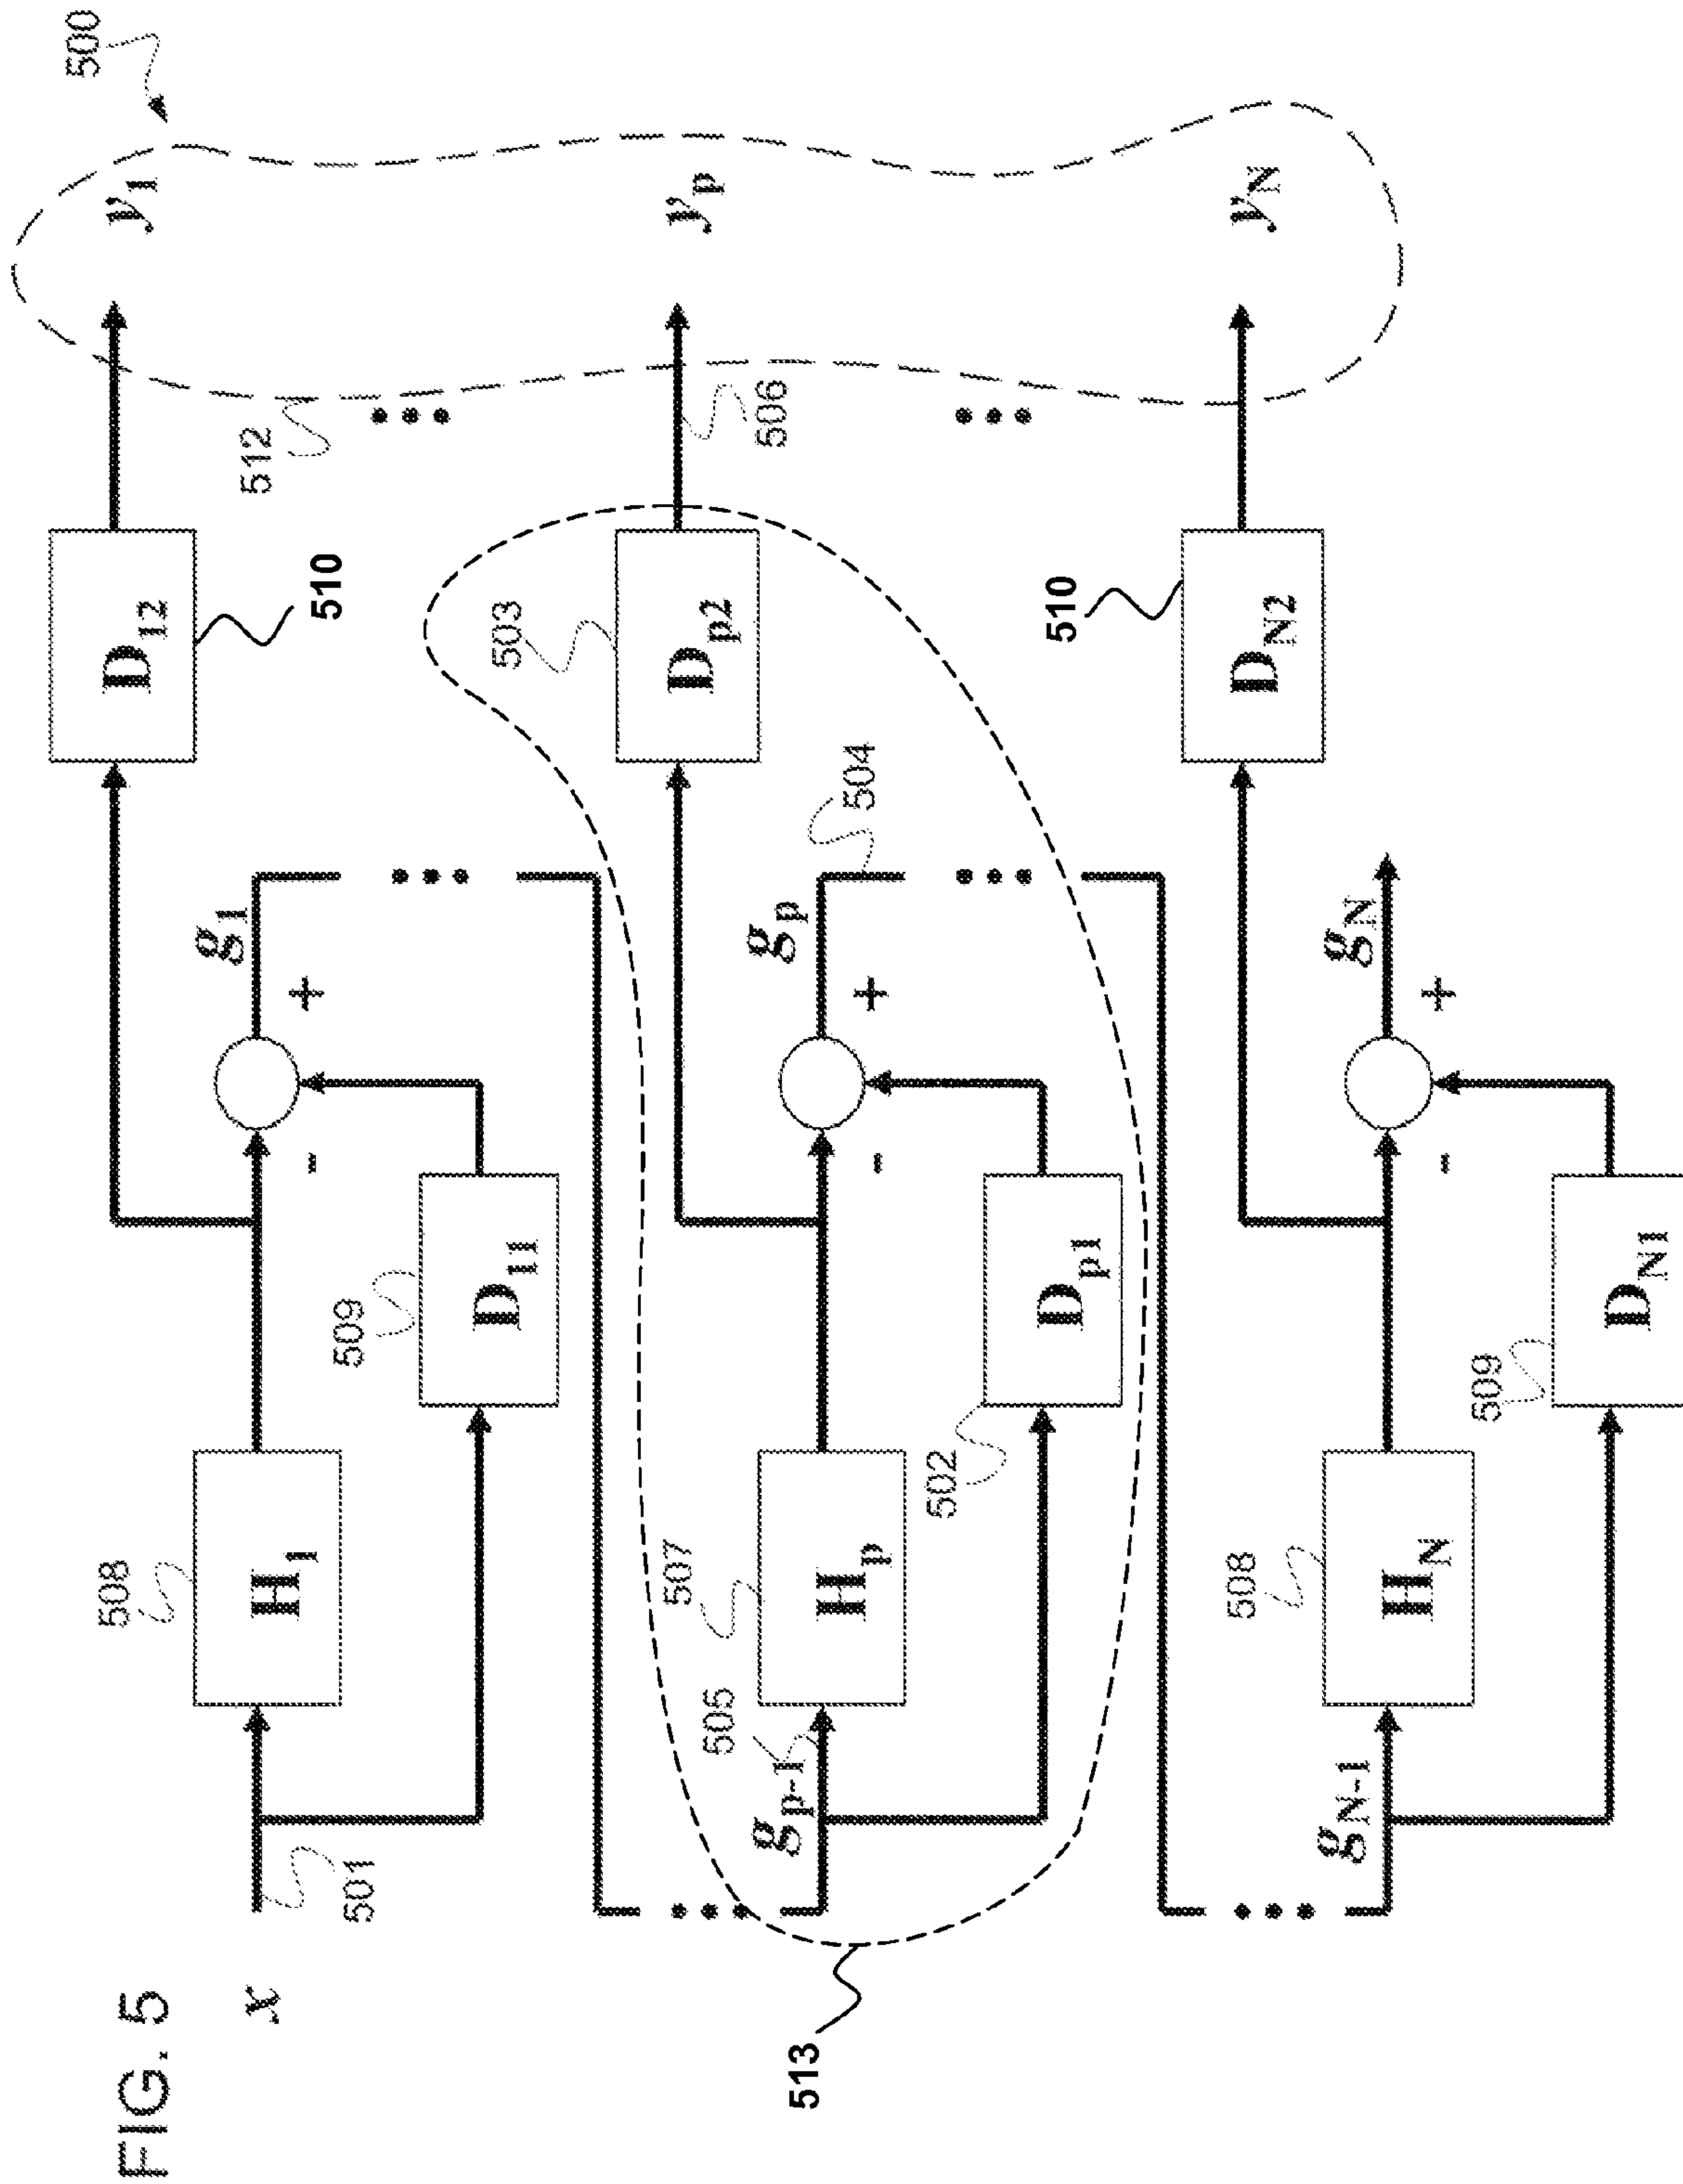 FIG. 5
500
x
501
508
H1
509
D11
-
+
g1
D12
510
512
y1
513
gp-1
505
507
Hp
502
Dp1
-
+
gp
504
503
Dp2
506
yp
gN-1
508
HN
509
DN1
-
+
gN
DN2
510
yN